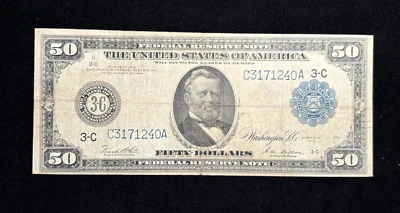 50 FEDERAL RESERVE NOTE 50
THE UNITED STATES OF AMERICA
WILL PAY TO THE BEARER ON DEMAND
3-C C3171240A 3-C
3-C
3-C C3171240A
Washington, D.C.
3-C
50 FIFTY DOLLARS 50
FEDERAL RESERVE NOTE